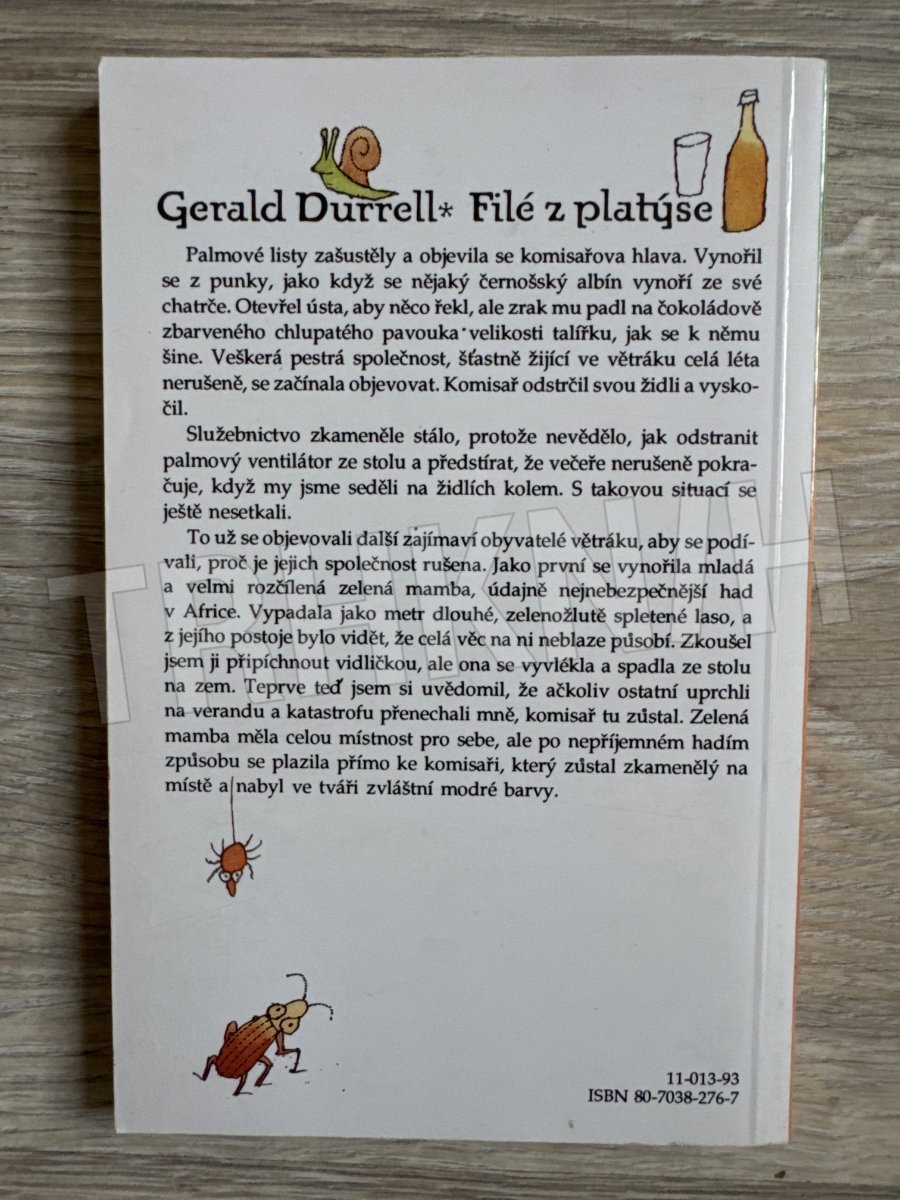 Gerald Durrell* Filé z platýse
Palmové listy zašustěly a objevila se komisařova hlava. Vynořil
se z punky, jako když se nějaký černošský albín vynoří ze své
chatrče. Otevřel ústa, aby něco řekl, ale zrak mu padl na čokoládově
zbarveného chlupatého pavouka velikosti talířku, jak se k němu
šine. Veškerá pestrá společnost, šťastně žijící ve větráku celá léta
nerušeně, se začínala objevovat. Komisař odstrčil svou židli a vysko-
čil.
Služebnictvo zkameněle stálo, protože nevědělo, jak odstranit
palmový ventilátor ze stolu a předstírat, že večeře nerušeně pokra-
čuje, když my jsme seděli na židlích kolem. S takovou situací se
ještě nesetkali.
To už se objevovali další zájímaví obyvatelé větráku, aby se podí-
vali, proč je jejich společnost rušena. Jako první se vynořila mladá
a velmi rozčílená zelená mamba, údajně nejnebezpečnější had
v Africe. Vypadala jako metr dlouhé, zelenožlutě spletené laso, a
z jejího postoje bylo vidět, že celá věc na ni neblaze působí. Zkoušel
jsem ji připíchnout vidličkou, ale ona se vyvlékla a spadla ze stolu
na zem. Teprve teď jsem si uvědomil, že ačkoliv ostatní uprchli
na verandu a katastrofu přenechali mně, komisař tu zůstal. Zelená
mamba měla celou místnost pro sebe, ale po nepříjemném hadím
způsobu se plazila přímo ke komisaři, který zůstal zkamenělý na
místě a nabyl ve tváři zvláštní modré barvy.
11-013-93
ISBN 80-7038-276-7
TRHKNIH